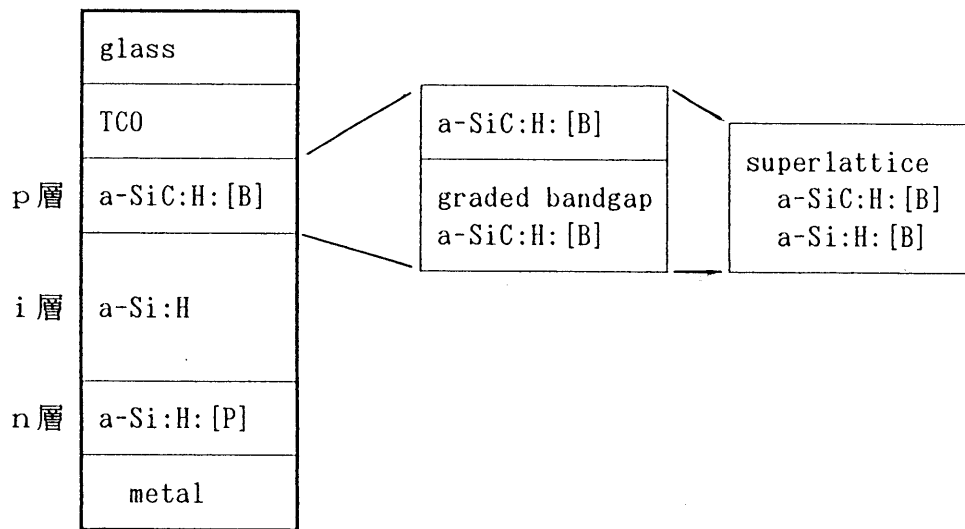 glass
TCO
p層
a-SiC:H:[B]
i層
a-Si:H
n層
a-Si:H:[P]
metal
a-SiC:H:[B]
graded bandgap
a-SiC:H:[B]
superlattice
a-SiC:H:[B]
a-Si:H:[B]